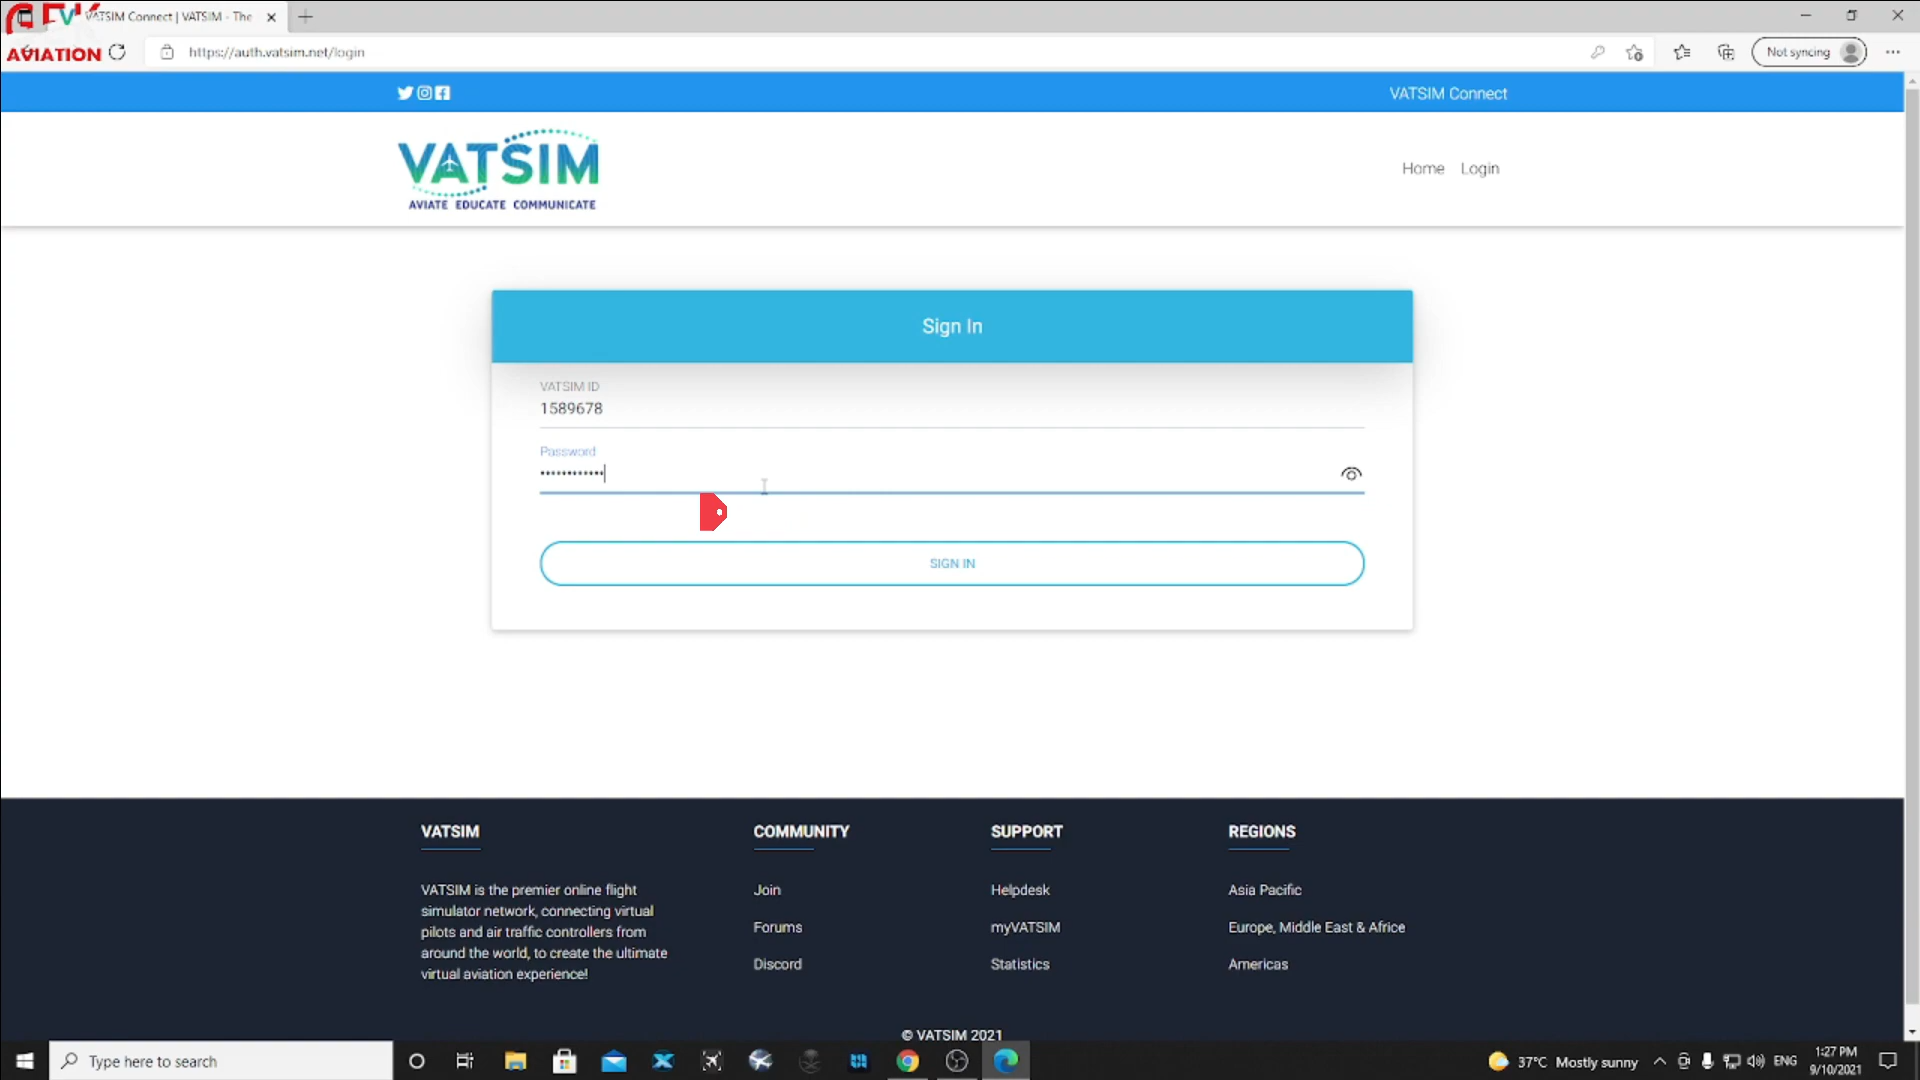 VATSIM Connect | VATSIM - The
AVIATION
https://auth.vatsim.net/login
Not syncing
VATSIM Connect
VATSIM
AVIATE EDUCATE COMMUNICATE
Home Login
Sign In
VATSIM ID
1589678
Password
••••••••••••
SIGN IN
VATSIM
VATSIM is the premier online flight
simulator network, connecting virtual
pilots and air traffic controllers from
around the world, to create the ultimate
virtual aviation experience!
COMMUNITY
Join
Forums
Discord
SUPPORT
Helpdesk
myVATSIM
Statistics
REGIONS
Asia Pacific
Europe, Middle East & Africa
Americas
© VATSIM 2021
Type here to search
37°C Mostly sunny
ENG
1:27 PM
9/10/2021